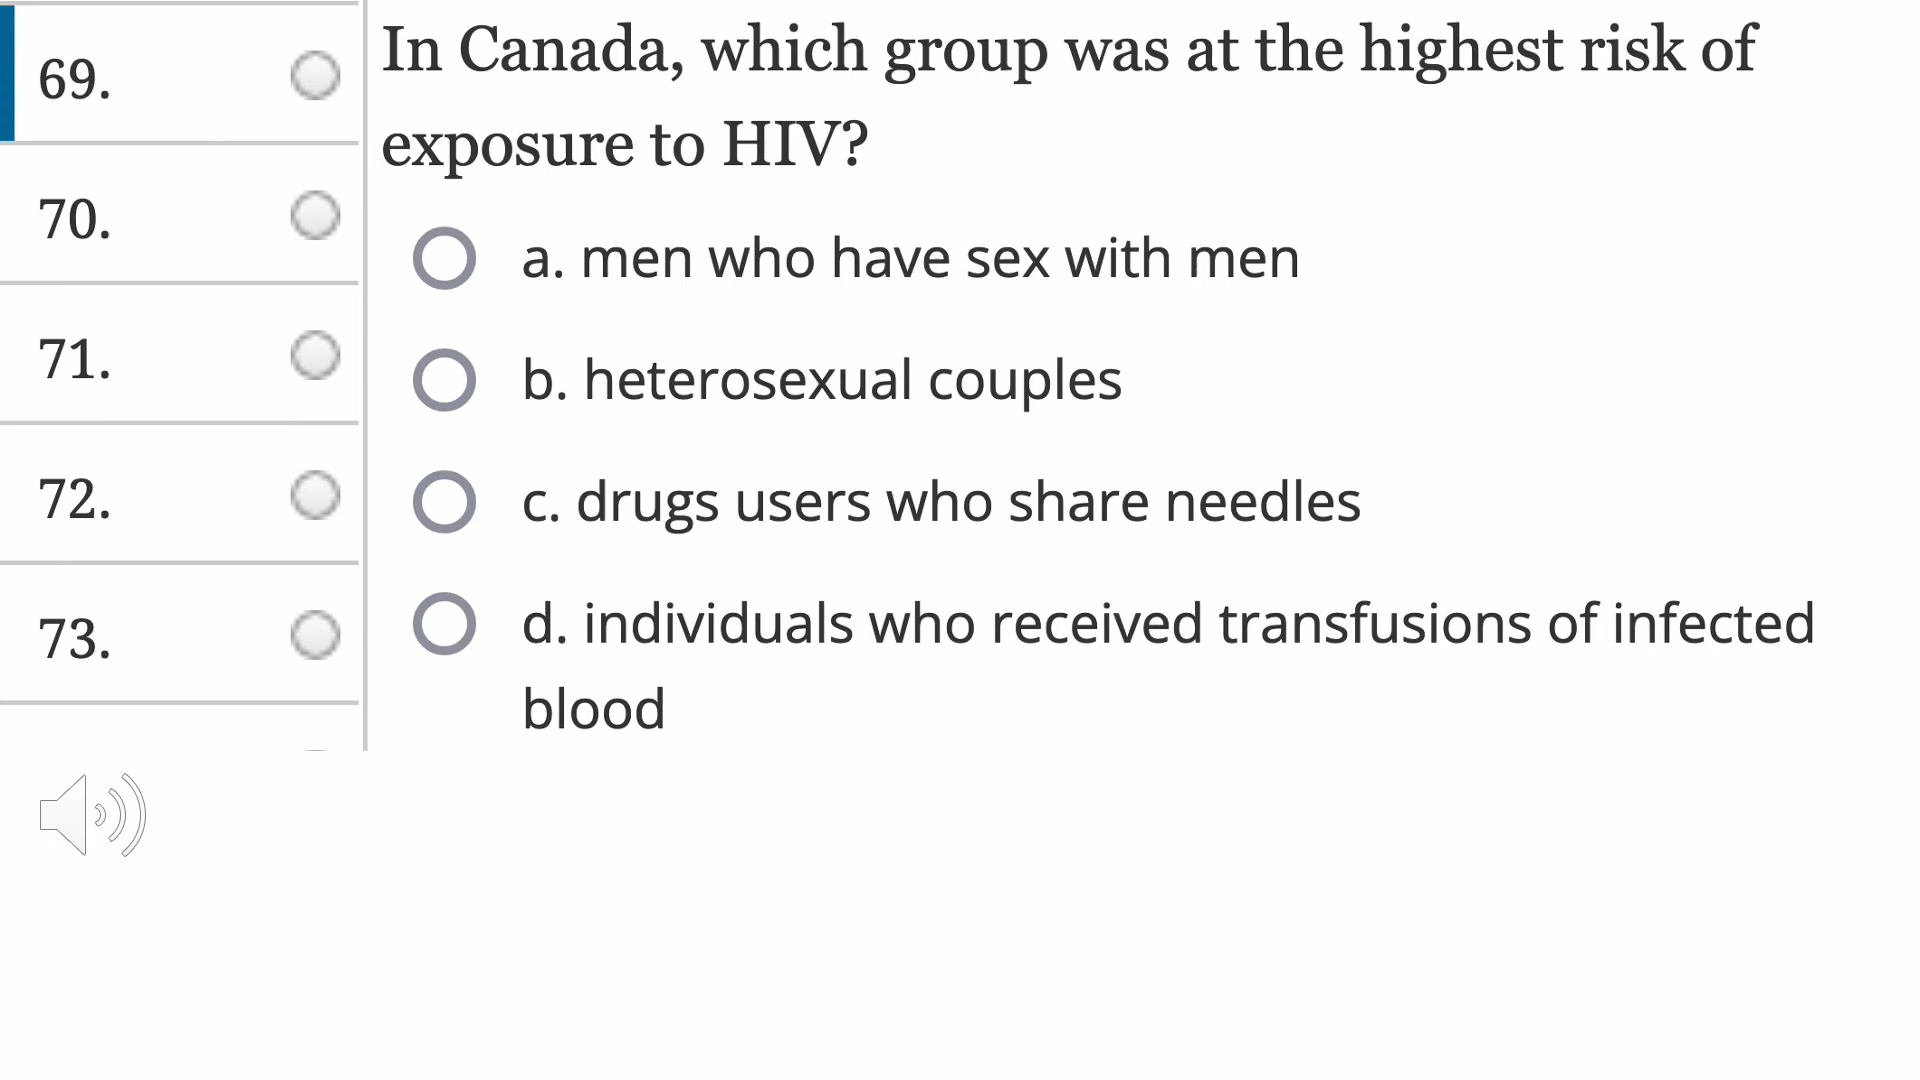 69.
70.
71.
72.
73.
In Canada, which group was at the highest risk of
exposure to HIV?
a. men who have sex with men
b. heterosexual couples
c. drugs users who share needles
d. individuals who received transfusions of infected
blood